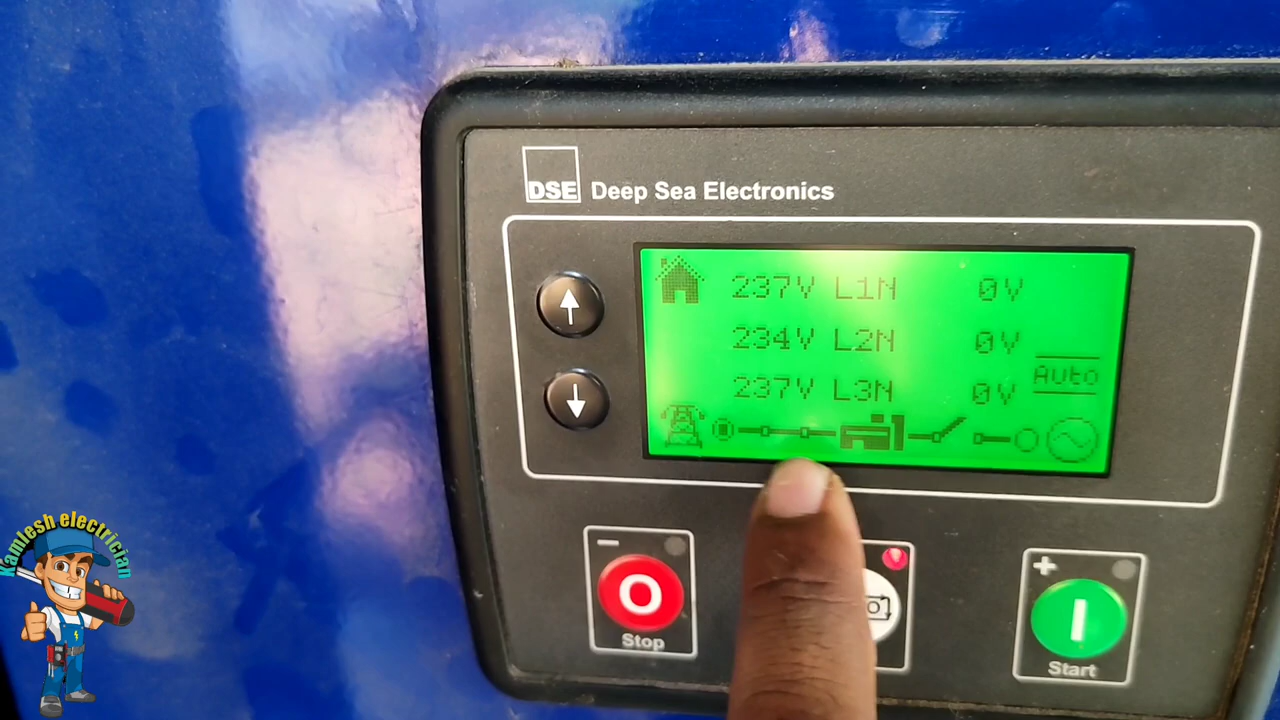 DSE Deep Sea Electronics
237V L1N 0V
234V L2N 0V
237V L3N 0V
Auto
Kamlesh electrician
Stop
Start